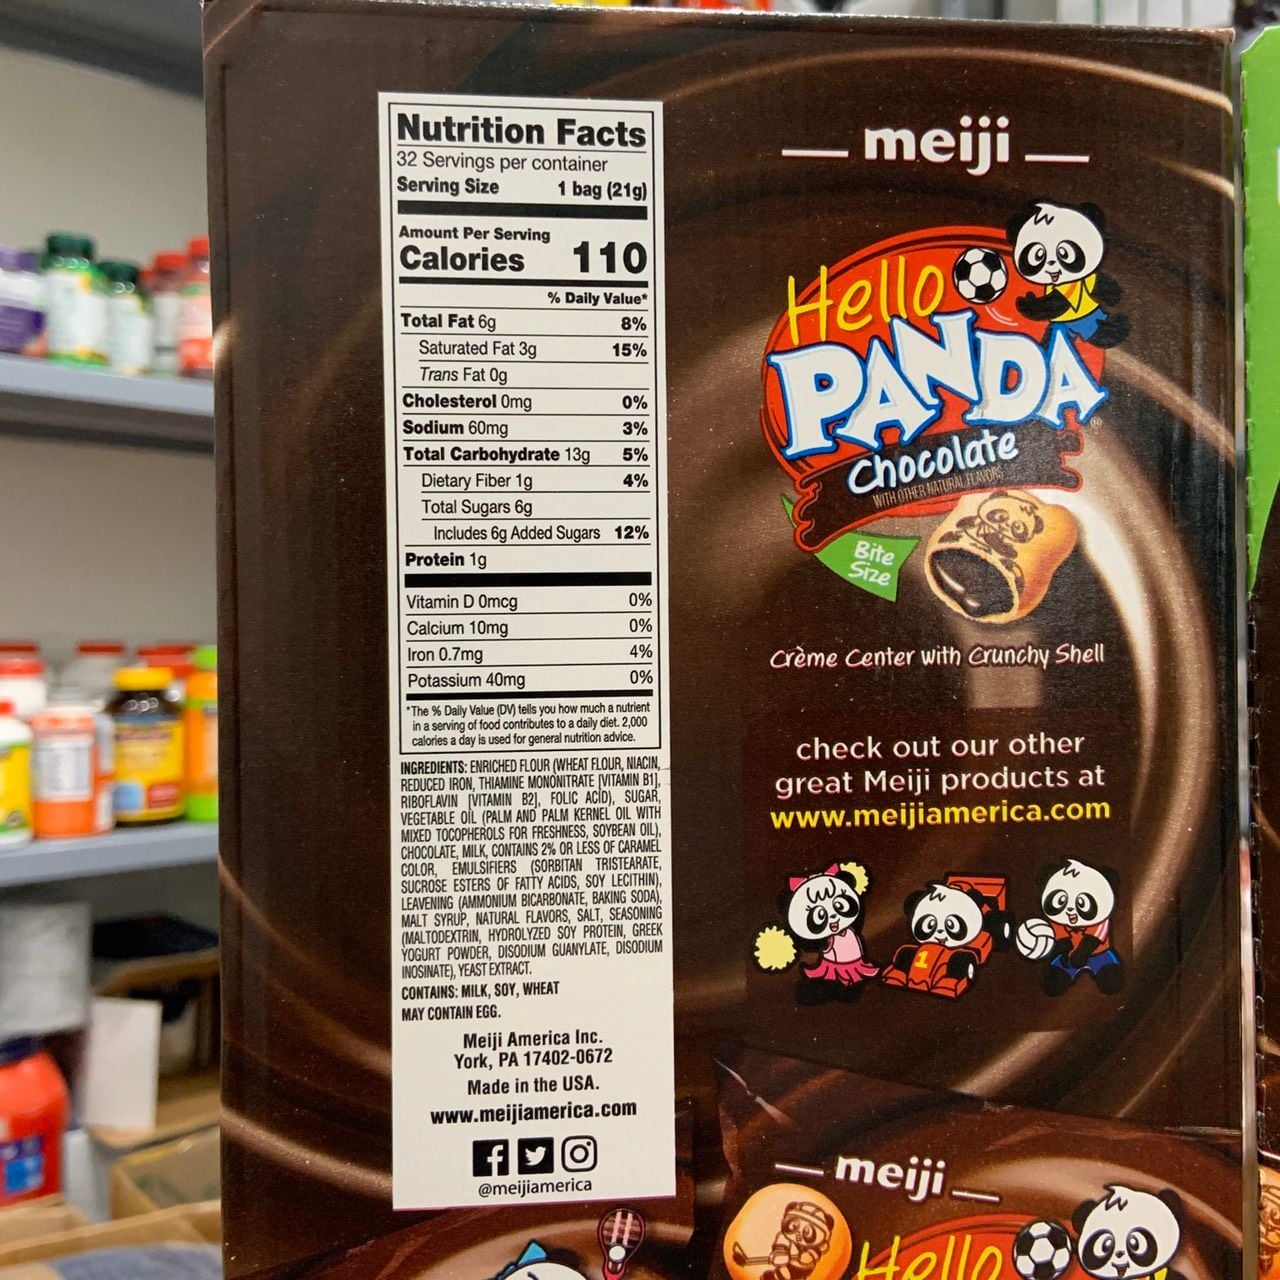 Nutrition Facts
32 Servings per container
Serving Size 1 bag (21g)
Amount Per Serving
Calories 110
% Daily Value*
Total Fat 6g 8%
Saturated Fat 3g 15%
Trans Fat 0g
Cholesterol 0mg 0%
Sodium 60mg 3%
Total Carbohydrate 13g 5%
Dietary Fiber 1g 4%
Total Sugars 6g
Includes 6g Added Sugars 12%
Protein 1g
Vitamin D 0mcg 0%
Calcium 10mg 0%
Iron 0.7mg 4%
Potassium 40mg 0%
*The % Daily Value (DV) tells you how much a nutrient
in a serving of food contributes to a daily diet. 2,000
calories a day is used for general nutrition advice.
INGREDIENTS: ENRICHED FLOUR (WHEAT FLOUR, NIACIN,
REDUCED IRON, THIAMINE MONONITRATE [VITAMIN B1],
RIBOFLAVIN [VITAMIN B2], FOLIC ACID), SUGAR,
VEGETABLE OIL (PALM AND PALM KERNEL OIL WITH
MIXED TOCOPHEROLS FOR FRESHNESS, SOYBEAN OIL),
CHOCOLATE, MILK, CONTAINS 2% OR LESS OF CARAMEL
COLOR, EMULSIFIERS (SORBITAN TRISTEARATE,
SUCROSE ESTERS OF FATTY ACIDS, SOY LECITHIN),
LEAVENING (AMMONIUM BICARBONATE, BAKING SODA),
MALT SYRUP, NATURAL FLAVORS, SALT, SEASONING
(MALTODEXTRIN, HYDROLYZED SOY PROTEIN, GREEK
YOGURT POWDER, DISODIUM GUANYLATE, DISODIUM
INOSINATE), YEAST EXTRACT.
CONTAINS: MILK, SOY, WHEAT
MAY CONTAIN EGG.
Meiji America Inc.
York, PA 17402-0672
Made in the USA.
www.meijiamerica.com
@meijiamerica
meiji
Hello
PANDA®
Chocolate
WITH OTHER NATURAL FLAVORS
Bite
Size
Crème Center with Crunchy Shell
check out our other
great Meiji products at
www.meijiamerica.com
1
meiji
Hello